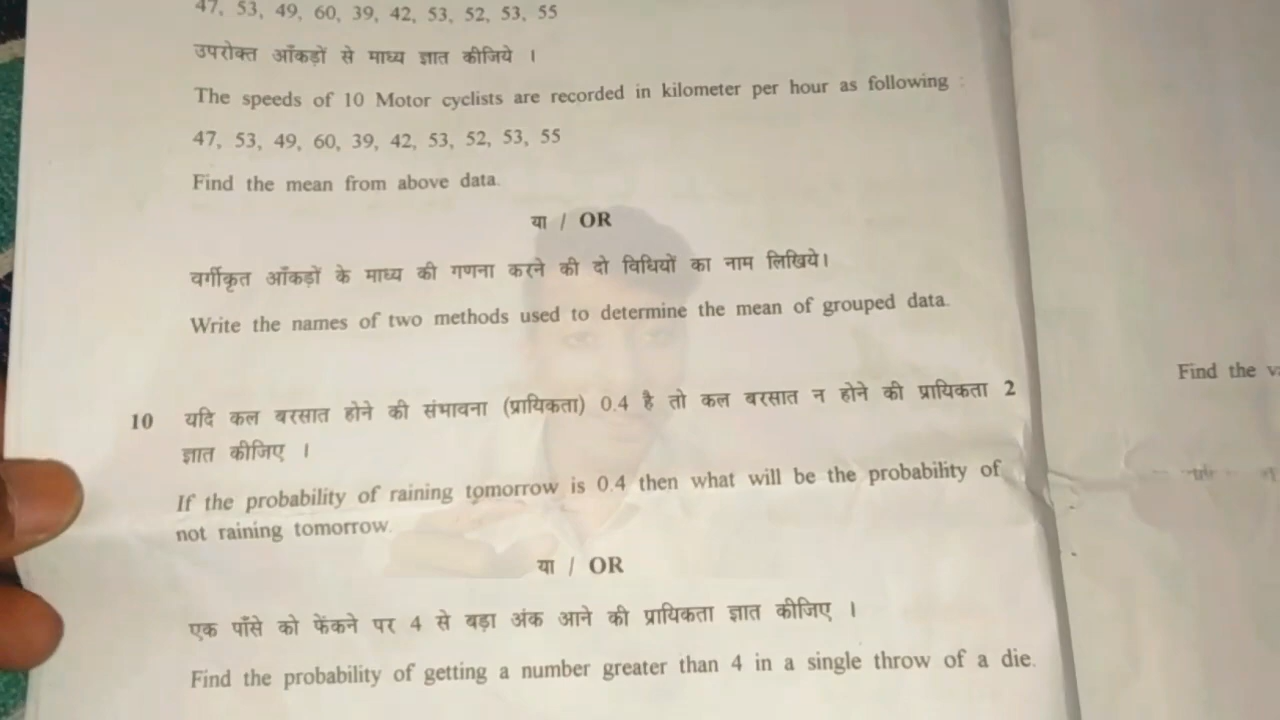 47, 53, 49, 60, 39, 42, 53, 52, 53, 55
उपरोक्त आँकड़ों से माध्य ज्ञात कीजिये ।
The speeds of 10 Motor cyclists are recorded in kilometer per hour as following :
47, 53, 49, 60, 39, 42, 53, 52, 53, 55
Find the mean from above data.
या / OR
वर्गीकृत आँकड़ों के माध्य की गणना करने की दो विधियों का नाम लिखिये।
Write the names of two methods used to determine the mean of grouped data.
10 यदि कल बरसात होने की संभावना (प्रायिकता) 0.4 है तो कल बरसात न होने की प्रायिकता 2
ज्ञात कीजिए ।
If the probability of raining tomorrow is 0.4 then what will be the probability of
not raining tomorrow.
या / OR
एक पाँसे को फेंकने पर 4 से बड़ा अंक आने की प्रायिकता ज्ञात कीजिए ।
Find the probability of getting a number greater than 4 in a single throw of a die.
Find the